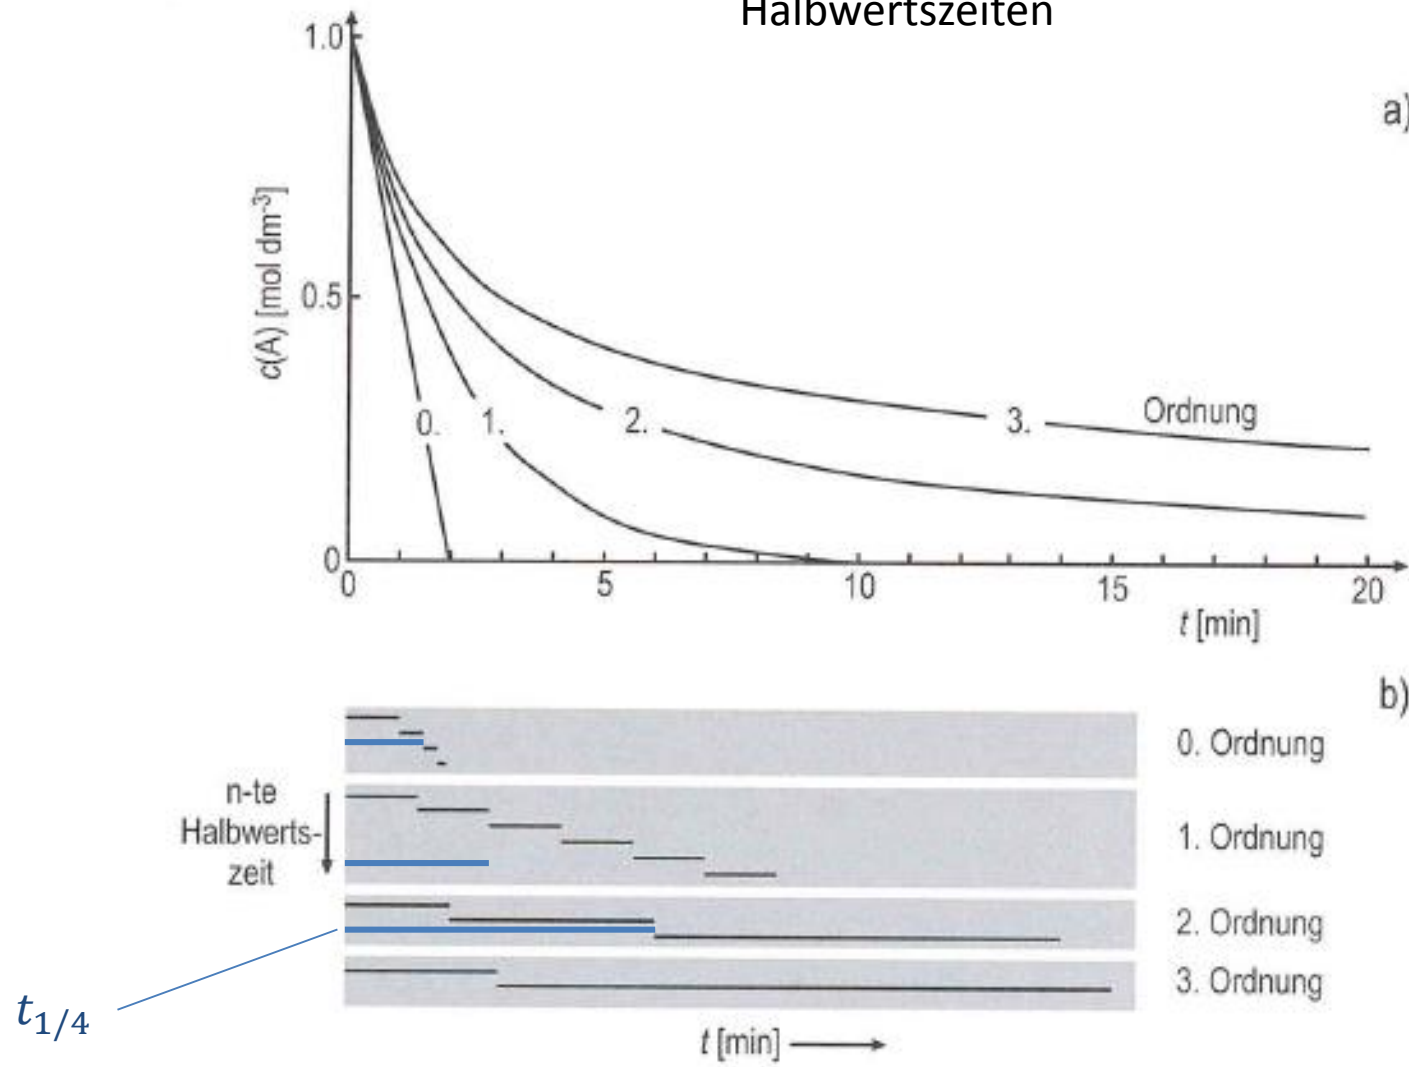 Halbwertszeiten
a)
1.0
0.5
0
c(A) [mol dm-3]
0.
1.
2.
3.
Ordnung
0
5
10
15
20
t [min]
b)
0. Ordnung
n-te
Halbwerts-
zeit
1. Ordnung
2. Ordnung
3. Ordnung
t1/4
t [min]